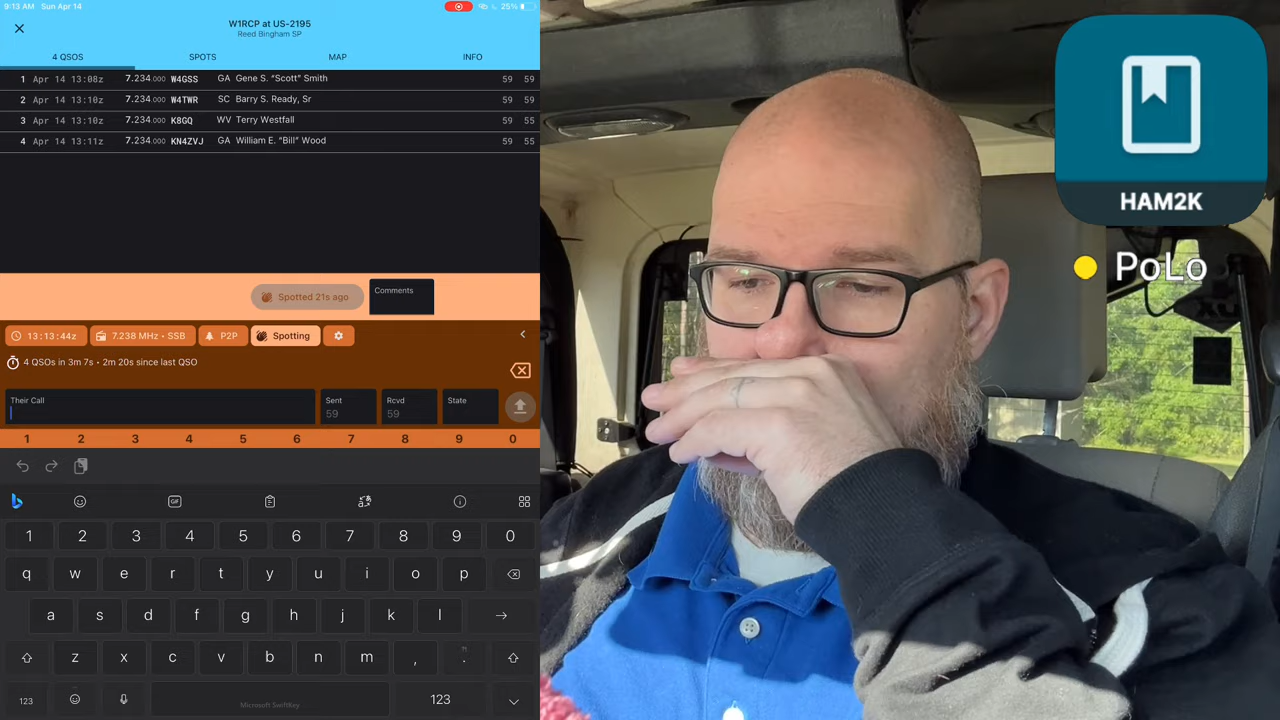 9:13 AM Sun Apr 14
25%
W1RCP at US-2195
Reed Bingham SP
4 QSOS SPOTS MAP INFO
1 Apr 14 13:08z 7.234.000 W4GSS GA Gene S. "Scott" Smith 59 59
2 Apr 14 13:10z 7.234.000 W4TWR SC Barry S. Ready, Sr 59 59
3 Apr 14 13:10z 7.234.000 K8GQ WV Terry Westfall 59 55
4 Apr 14 13:11z 7.234.000 KN4ZVJ GA William E. "Bill" Wood 59 55
Spotted 21s ago
Comments
13:13:44z 7.238 MHz • SSB P2P Spotting
4 QSOs in 3m 7s • 2m 20s since last QSO
Their Call Sent Rcvd State
59 59
1 2 3 4 5 6 7 8 9 0
GIF
1 2 3 4 5 6 7 8 9 0
q w e r t y u i o p
a s d f g h j k l
z x c v b n m , . ?!
123 123
Microsoft SwiftKey
HAM2K
PoLo